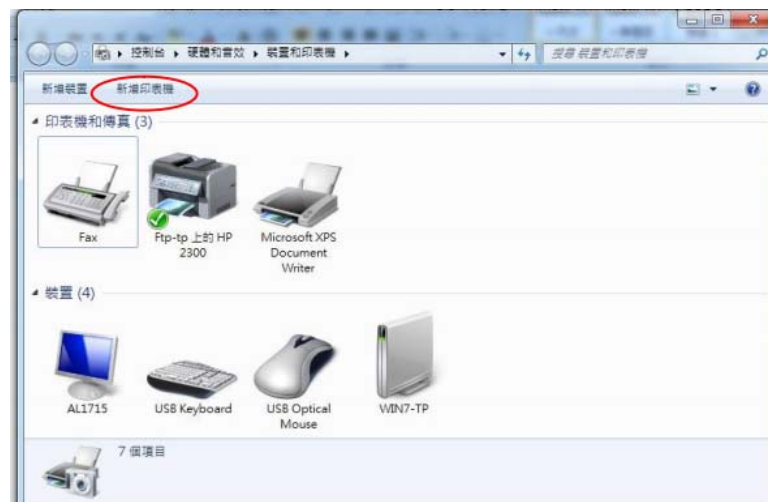 控制台 ▸ 硬體和音效 ▸ 裝置和印表機 ▸
搜尋 裝置和印表機
新增裝置 新增印表機
印表機和傳真 (3)
Fax
Ftp-tp 上的 HP
2300
Microsoft XPS
Document
Writer
裝置 (4)
AL1715
USB Keyboard
USB Optical
Mouse
WIN7-TP
7 個項目